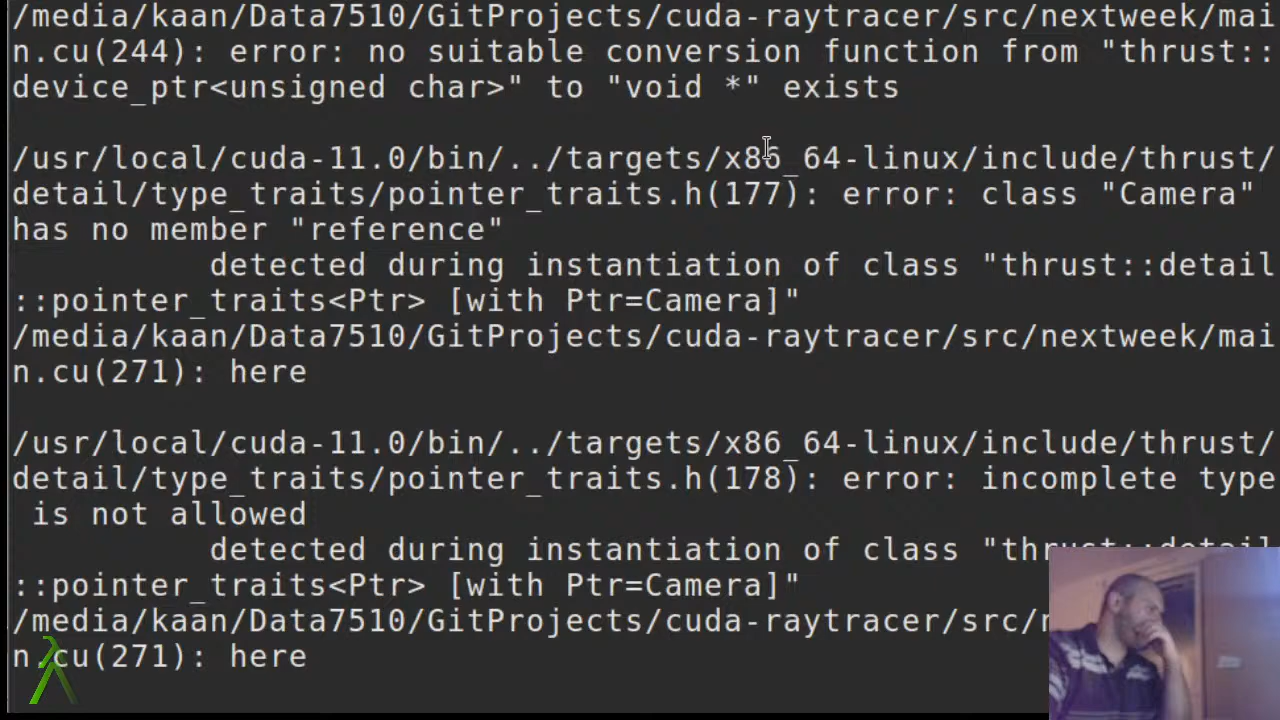 /media/kaan/Data7510/GitProjects/cuda-raytracer/src/nextweek/mai
n.cu(244): error: no suitable conversion function from "thrust::
device_ptr<unsigned char>" to "void *" exists
/usr/local/cuda-11.0/bin/../targets/x86_64-linux/include/thrust/
detail/type_traits/pointer_traits.h(177): error: class "Camera"
has no member "reference"
detected during instantiation of class "thrust::detail
::pointer_traits<Ptr> [with Ptr=Camera]"
/media/kaan/Data7510/GitProjects/cuda-raytracer/src/nextweek/mai
n.cu(271): here
/usr/local/cuda-11.0/bin/../targets/x86_64-linux/include/thrust/
detail/type_traits/pointer_traits.h(178): error: incomplete type
is not allowed
detected during instantiation of class "thrust::detail
::pointer_traits<Ptr> [with Ptr=Camera]"
/media/kaan/Data7510/GitProjects/cuda-raytracer/src/
n.cu(271): here